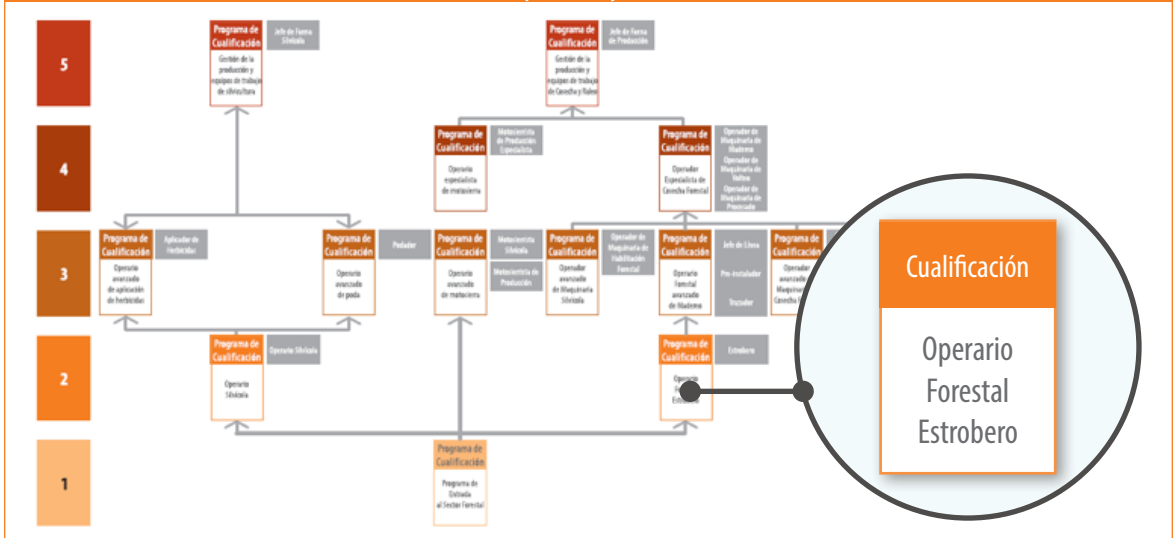 5
Programa de
Cualificación
Gestión de la
producción y
equipos de trabajo
de silvicultura
Jefe de Faena
Silvícola
Programa de
Cualificación
Gestión de la
producción y
equipos de trabajo
de Cosecha y Raleo
Jefe de Faena
de Producción
4
Programa de
Cualificación
Operario
especialista
de motosierra
Motosierrista
de Producción
Especialista
Programa de
Cualificación
Operador
Especialista de
Cosecha Forestal
Operador de
Maquinaria de
Madereo
Operador de
Maquinaria de
Volteo
Operador de
Maquinaria de
Procesado
3
Programa de
Cualificación
Operario
avanzado
de aplicación
de herbicidas
Aplicador de
Herbicidas
Programa de
Cualificación
Operario
avanzado
de poda
Podador
Programa de
Cualificación
Operario
avanzado
de motosierra
Motosierrista
Silvícola
Motosierrista de
Producción
Programa de
Cualificación
Operador
avanzado
de Maquinaria
Silvícola
Operador de
Maquinaria de
Habilitación
Forestal
Programa de
Cualificación
Operario
Forestal
avanzado
de Madereo
Jefe de Línea
Pre-instalador
Trozador
Programa de
Cualificación
Operador
avanzado
Cosecha
2
Programa de
Cualificación
Operario
Silvícola
Operario Silvícola
Programa de
Cualificación
Operario
Estrobero
1
Programa de
Cualificación
Programa de
Entrada
al Sector Forestal
Cualificación
Operario
Forestal
Estrobero